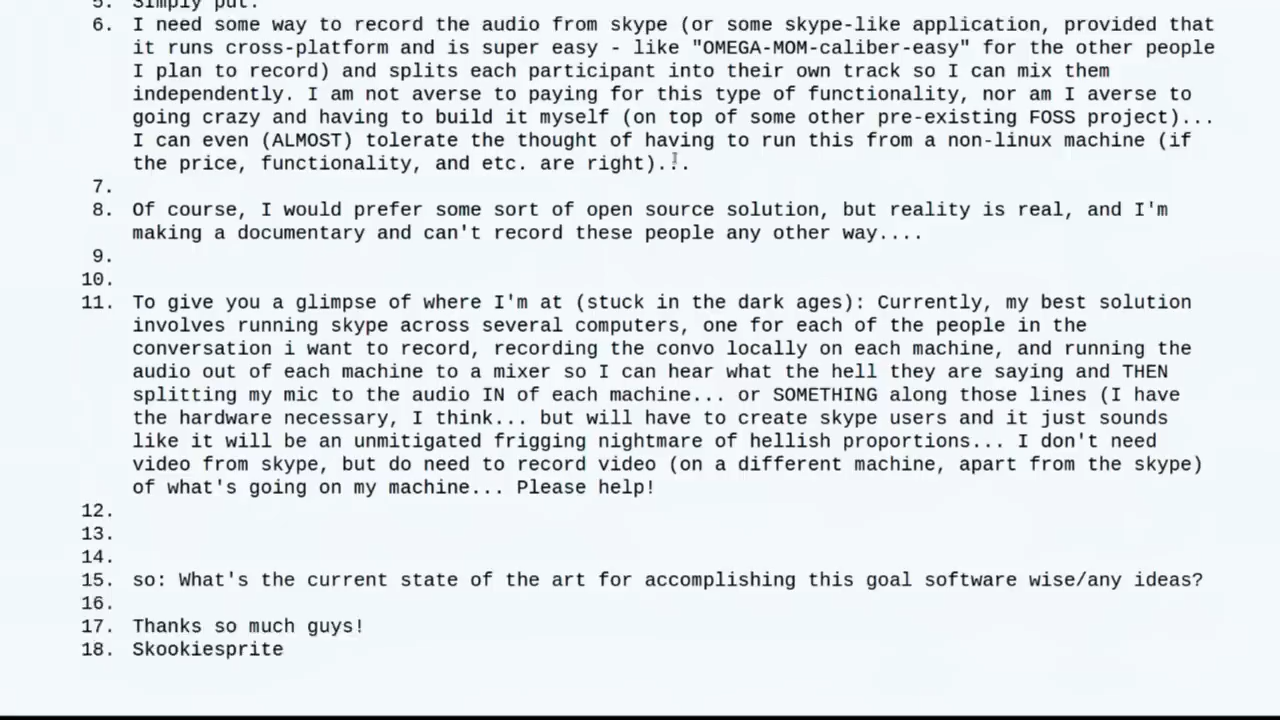 5. Simply put:
6. I need some way to record the audio from skype (or some skype-like application, provided that
it runs cross-platform and is super easy - like "OMEGA-MOM-caliber-easy" for the other people
I plan to record) and splits each participant into their own track so I can mix them
independently. I am not averse to paying for this type of functionality, nor am I averse to
going crazy and having to build it myself (on top of some other pre-existing FOSS project)...
I can even (ALMOST) tolerate the thought of having to run this from a non-linux machine (if
the price, functionality, and etc. are right)...
7.
8. Of course, I would prefer some sort of open source solution, but reality is real, and I'm
making a documentary and can't record these people any other way....
9.
10.
11. To give you a glimpse of where I'm at (stuck in the dark ages): Currently, my best solution
involves running skype across several computers, one for each of the people in the
conversation i want to record, recording the convo locally on each machine, and running the
audio out of each machine to a mixer so I can hear what the hell they are saying and THEN
splitting my mic to the audio IN of each machine... or SOMETHING along those lines (I have
the hardware necessary, I think... but will have to create skype users and it just sounds
like it will be an unmitigated frigging nightmare of hellish proportions... I don't need
video from skype, but do need to record video (on a different machine, apart from the skype)
of what's going on my machine... Please help!
12.
13.
14.
15. so: What's the current state of the art for accomplishing this goal software wise/any ideas?
16.
17. Thanks so much guys!
18. Skookiesprite